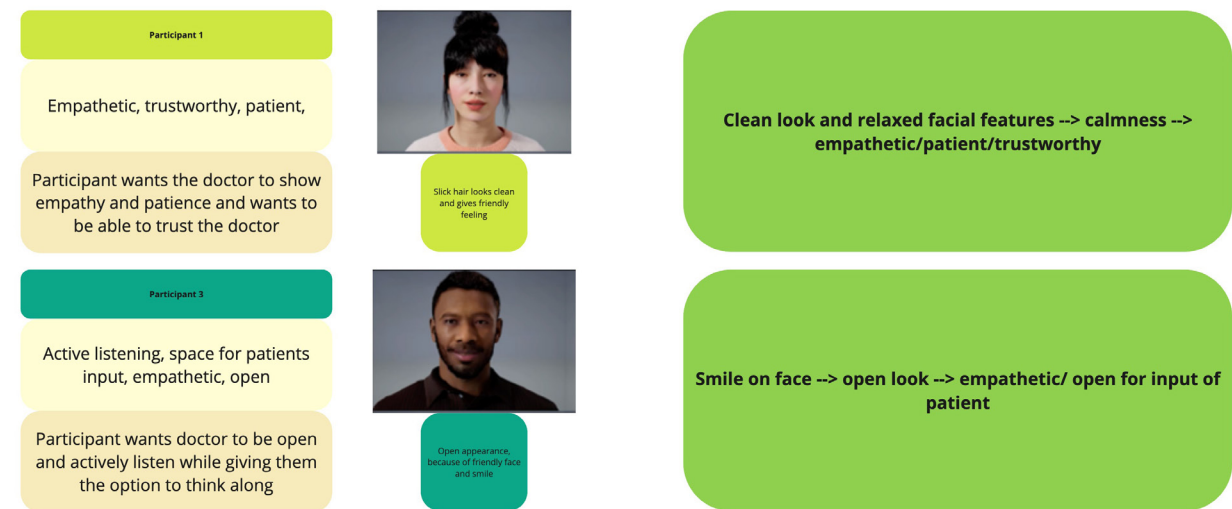 Participant 1
Empathetic, trustworthy, patient,
Participant wants the doctor to show
empathy and patience and wants to
be able to trust the doctor
Slick hair looks clean
and gives friendly
feeling
Clean look and relaxed facial features --> calmness -->
empathetic/patient/trustworthy
Participant 3
Active listening, space for patients
input, empathetic, open
Participant wants doctor to be open
and actively listen while giving them
the option to think along
Open appearance,
because of friendly face
and smile
Smile on face --> open look --> empathetic/ open for input of
patient